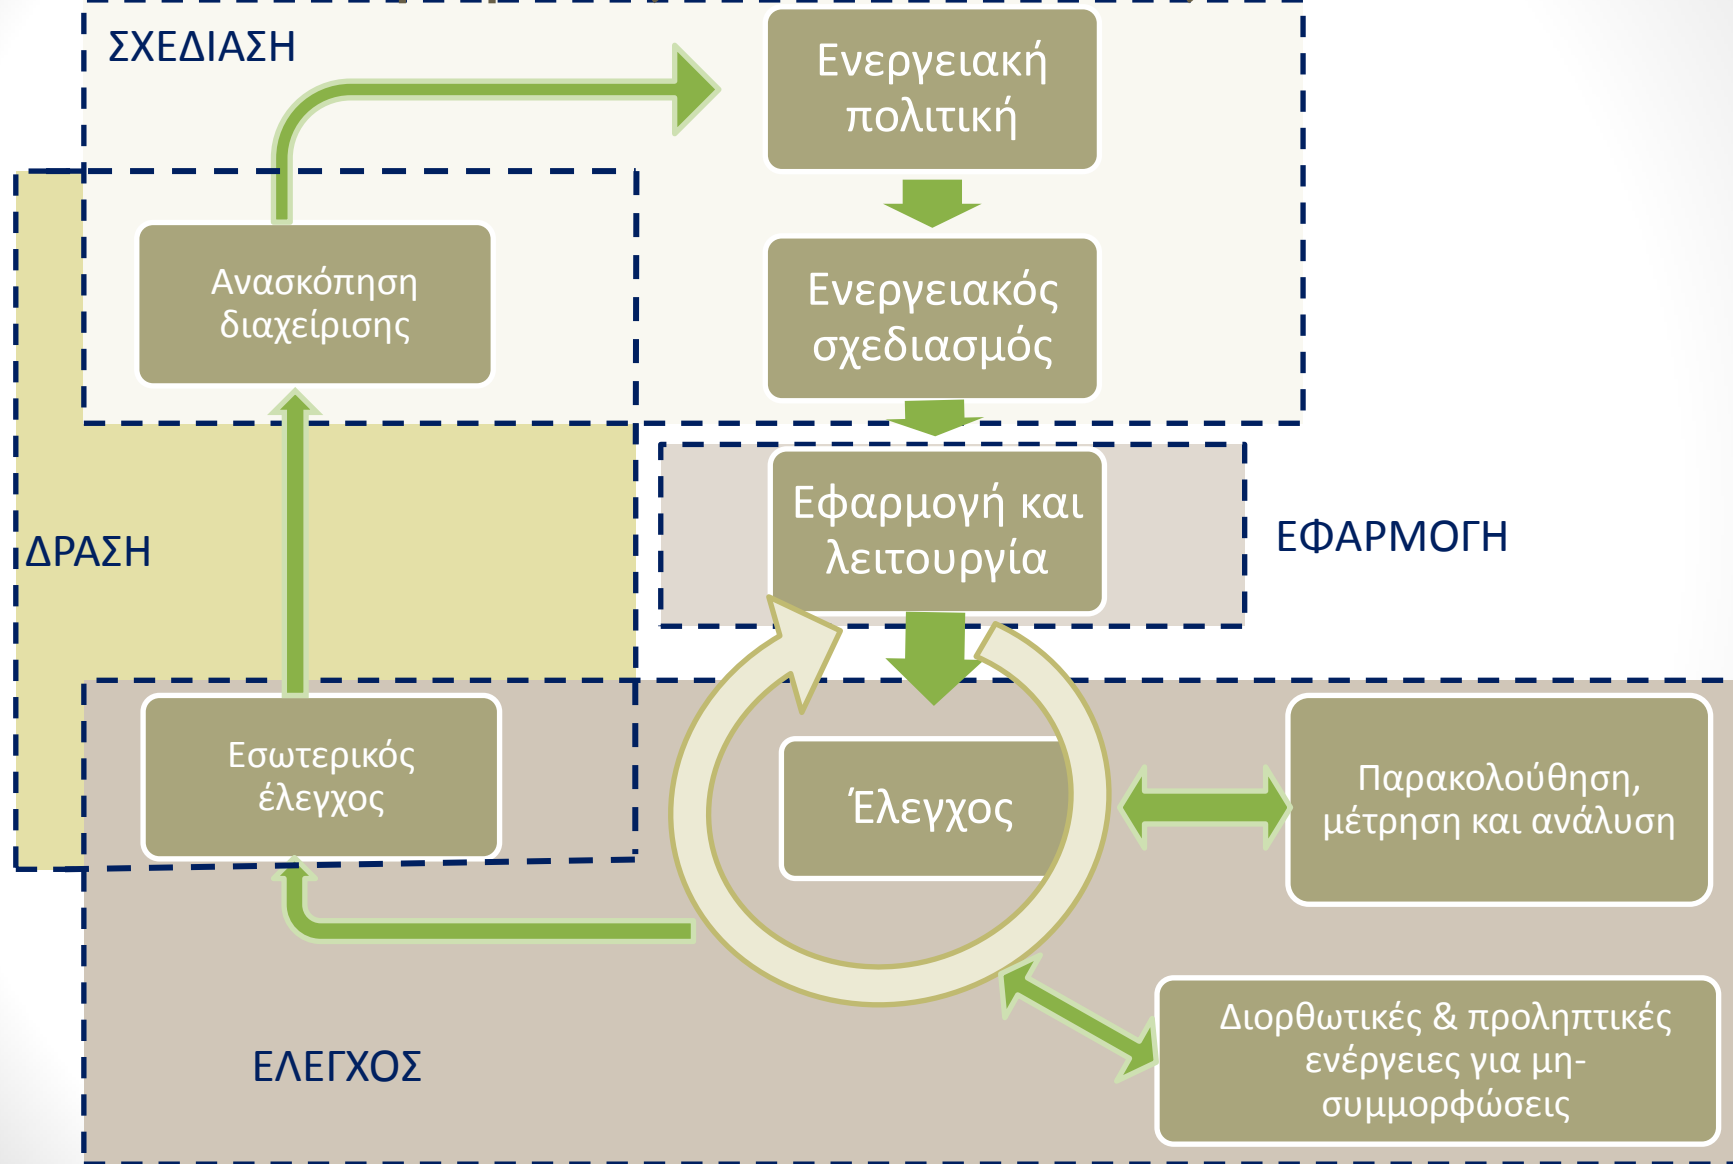 ΣΧΕΔΙΑΣΗ
Ενεργειακή
πολιτική
Ανασκόπηση
διαχείρισης
Ενεργειακός
σχεδιασμός
Εφαρμογή και
λειτουργία
ΕΦΑΡΜΟΓΗ
ΔΡΑΣΗ
Εσωτερικός
έλεγχος
Έλεγχος
Παρακολούθηση,
μέτρηση και ανάλυση
Διορθωτικές & προληπτικές
ενέργειες για μη-
συμμορφώσεις
ΕΛΕΓΧΟΣ